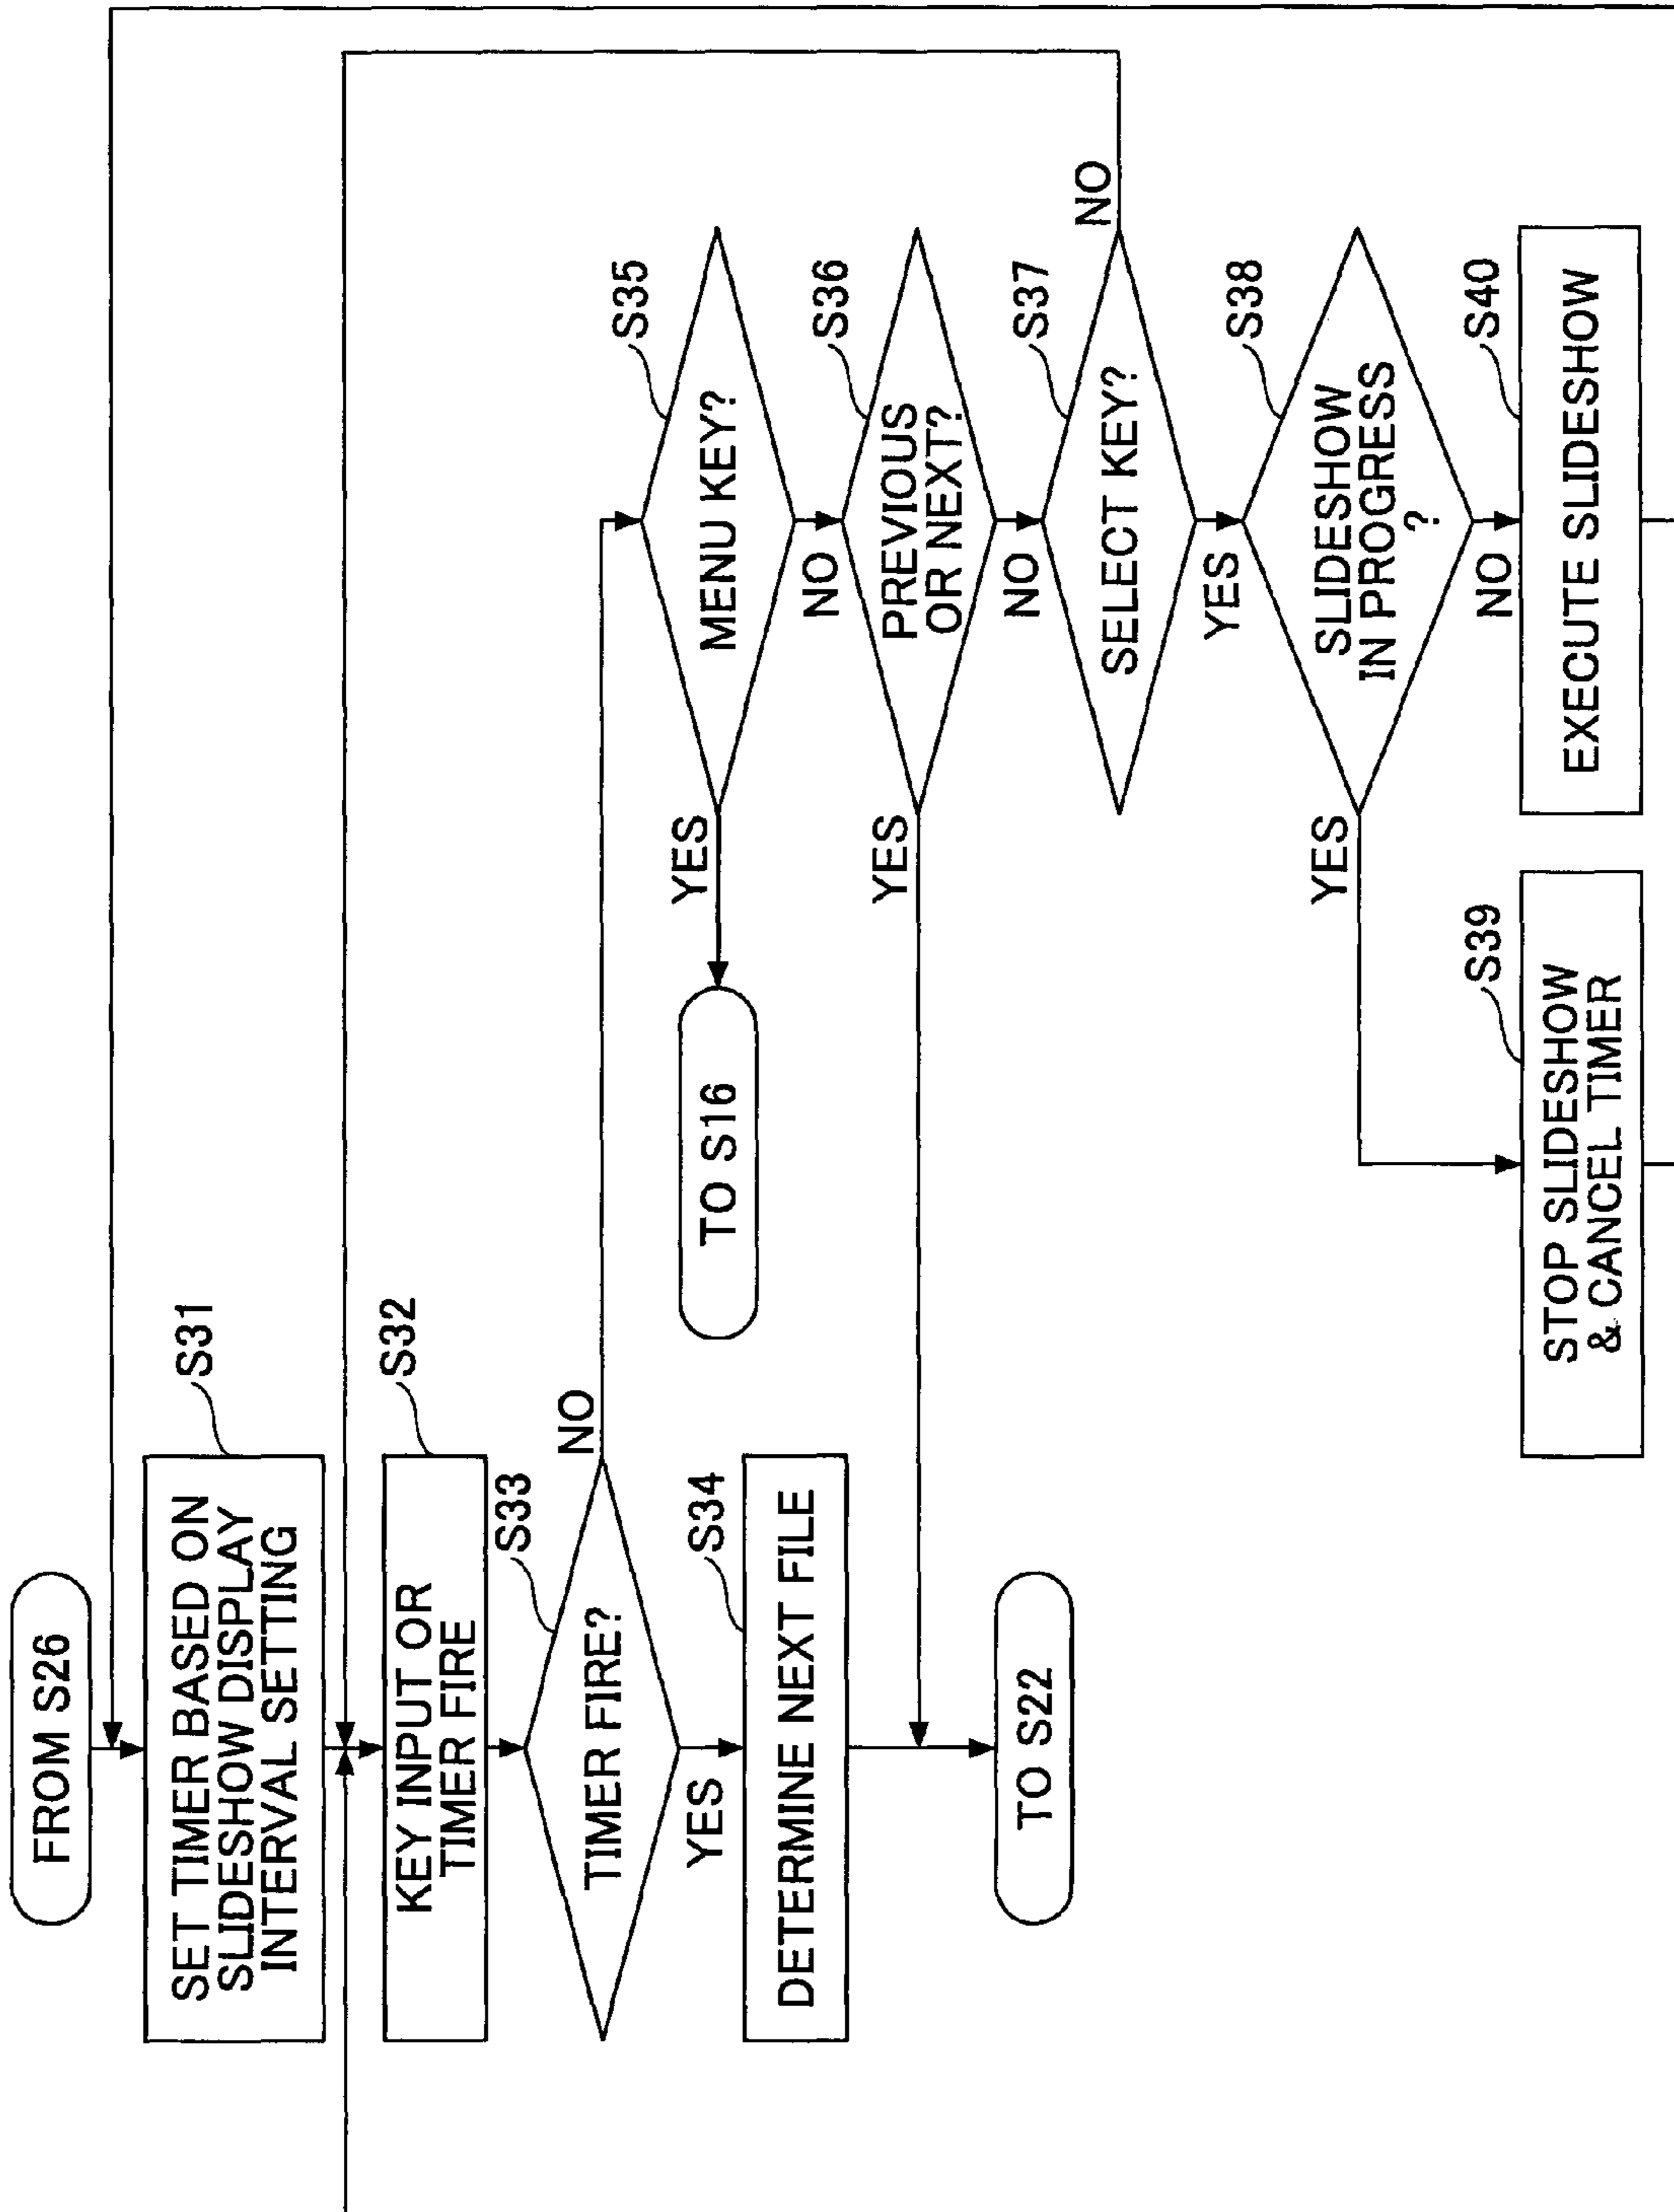 FROM S26
S31
SET TIMER BASED ON
SLIDESHOW DISPLAY
INTERVAL SETTING
S32
KEY INPUT OR
TIMER FIRE
S33
TIMER FIRE?
NO
YES
S34
DETERMINE NEXT FILE
TO S22
S35
MENU KEY?
YES
TO S16
NO
S36
PREVIOUS
OR NEXT?
YES
NO
S37
SELECT KEY?
NO
YES
S38
SLIDESHOW
IN PROGRESS
?
YES
NO
S39
STOP SLIDESHOW
& CANCEL TIMER
S40
EXECUTE SLIDESHOW